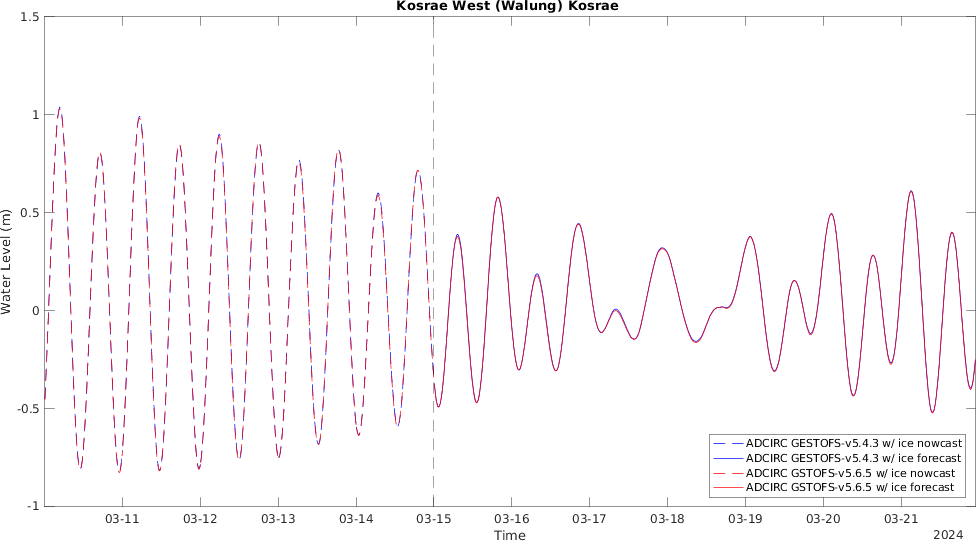 Kosrae West (Walung) Kosrae
1.5
1
0.5
0
-0.5
-1
Water Level (m)
ADCIRC GESTOFS-v5.4.3 w/ ice nowcast
ADCIRC GESTOFS-v5.4.3 w/ ice forecast
ADCIRC GSTOFS-v5.6.5 w/ ice nowcast
ADCIRC GSTOFS-v5.6.5 w/ ice forecast
03-11 03-12 03-13 03-14 03-15 03-16 03-17 03-18 03-19 03-20 03-21
Time
2024